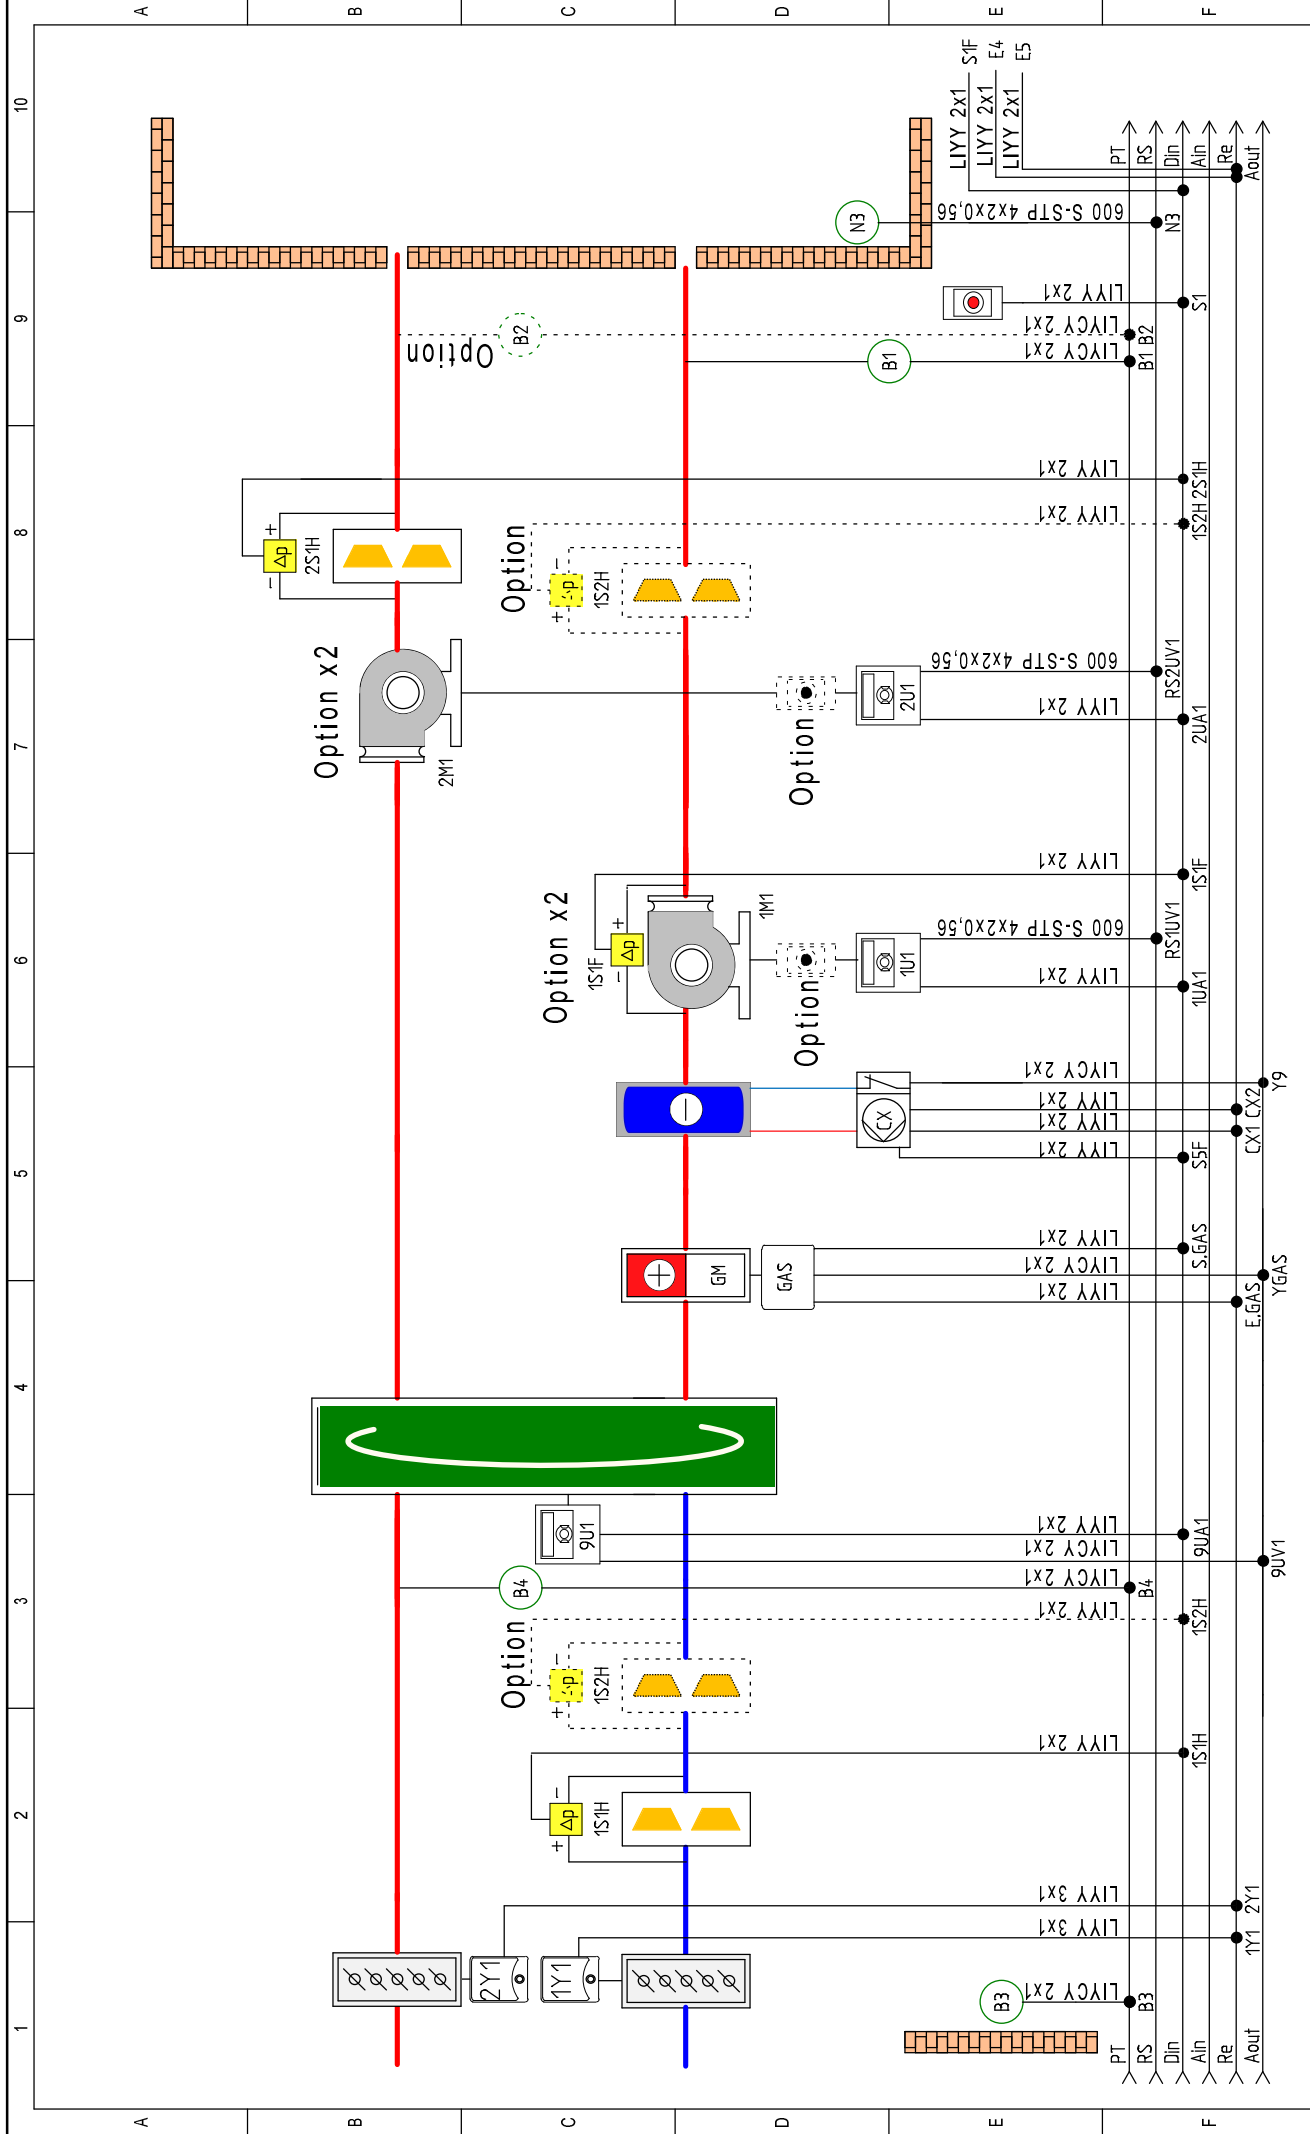 A
B
C
D
E
F
10
9
8
7
6
5
4
3
2
1
S1F
E4
E5
LIYY 2x1
LIYY 2x1
LIYY 2x1
PT
RS
Din
Ain
Re
Aout
N3
600 S-STP 4x2x0,56
N3
LIYY 2x1
S1
B2
Option
LIYCY 2x1
B2
B1
LIYCY 2x1
B1
Δp
+
-
2S1H
LIYY 2x1
2S1H
Option
Δp
+
-
1S2H
LIYY 2x1
1S2H
Option x2
2M1
Option
2U1
600 S-STP 4x2x0,56
RS2UV1
LIYY 2x1
2UA1
Option x2
1S1F
Δp
+
-
1M1
LIYY 2x1
1S1F
Option
1U1
600 S-STP 4x2x0,56
RS1UV1
LIYY 2x1
1UA1
CX
LIYCY 2x1
Y9
LIYY 2x1
CX2
LIYY 2x1
CX1
LIYY 2x1
S5F
GM
GAS
LIYY 2x1
S.GAS
LIYCY 2x1
YGAS
LIYY 2x1
E.GAS
9U1
LIYY 2x1
9UA1
LIYCY 2x1
9UV1
B4
LIYCY 2x1
B4
Option
Δp
+
-
1S2H
LIYY 2x1
1S2H
Δp
+
-
1S1H
LIYY 2x1
1S1H
2Y1
LIYY 3x1
2Y1
1Y1
LIYY 3x1
1Y1
B3
LIYCY 2x1
B3
PT
RS
Din
Ain
Re
Aout
A
B
C
D
E
F